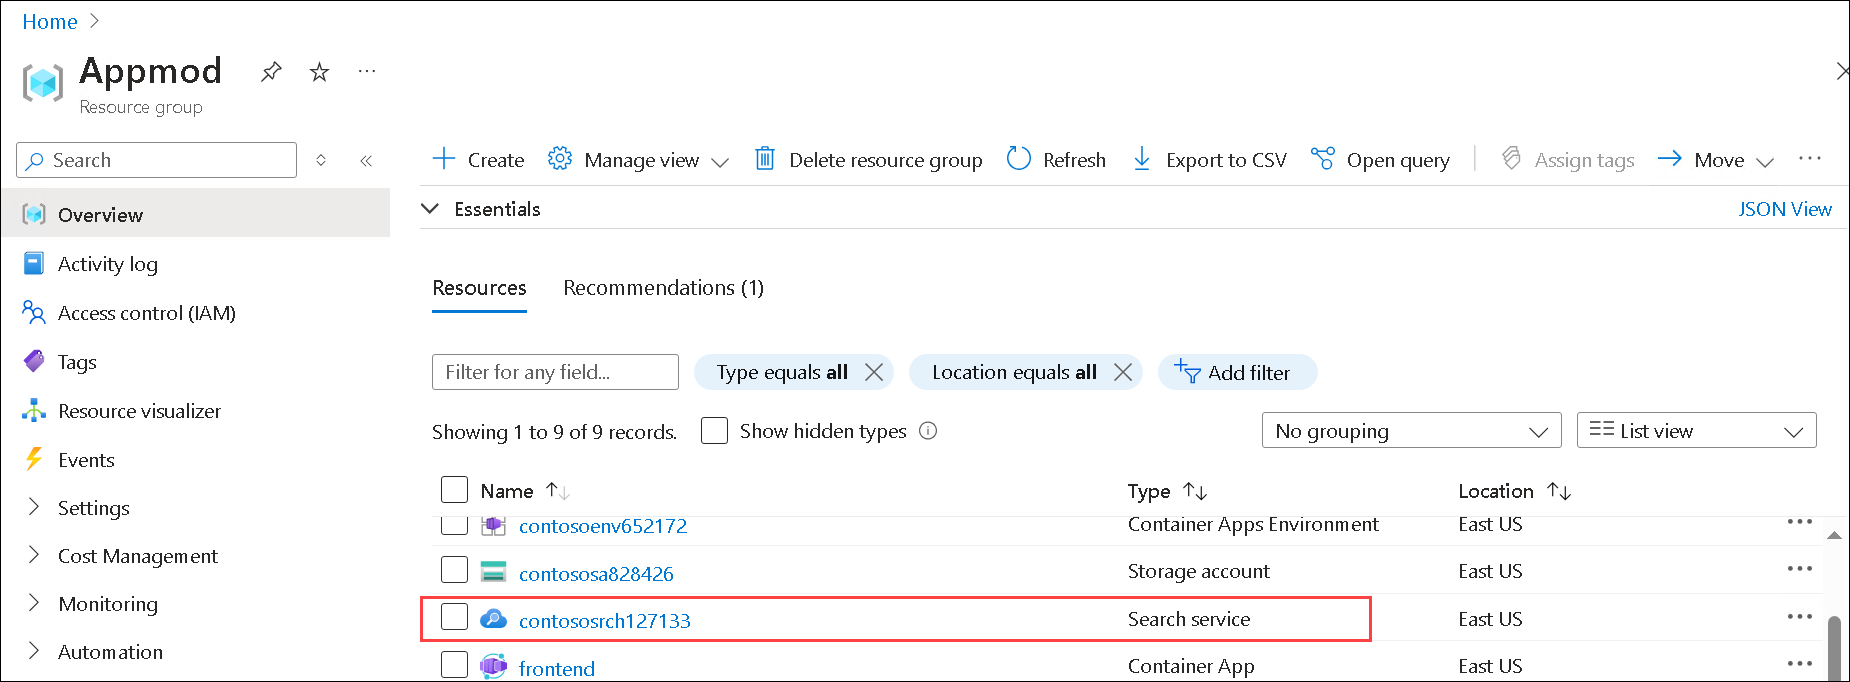 Home
Appmod
Resource group
Search
Overview
Activity log
Access control (IAM)
Tags
Resource visualizer
Events
Settings
Cost Management
Monitoring
Automation
Create Manage view Delete resource group Refresh Export to CSV Open query Assign tags Move
Essentials JSON View
Resources Recommendations (1)
Filter for any field... Type equals all Location equals all Add filter
Showing 1 to 9 of 9 records. Show hidden types No grouping List view
Name Type Location
contosoenv652172 Container Apps Environment East US
contososa828426 Storage account East US
contososrch127133 Search service East US
frontend Container App East US